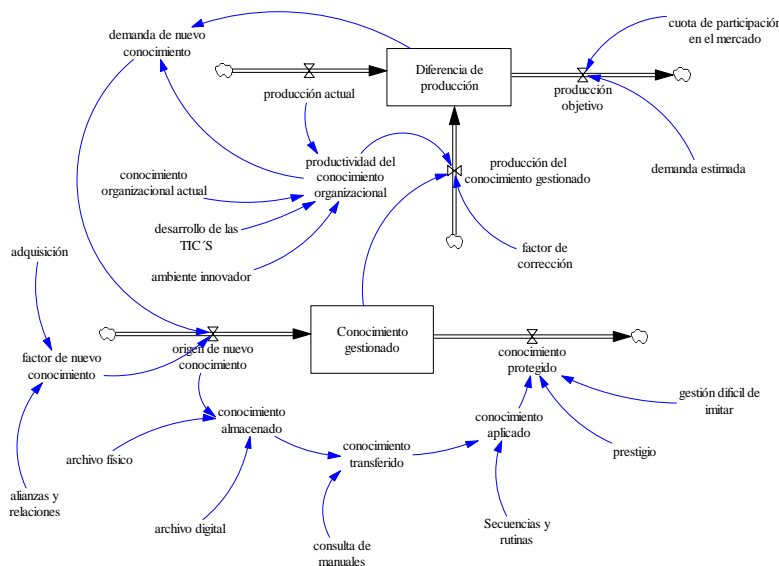 demanda de nuevo
conocimiento
cuota de participación
en el mercado
Diferencia de
producción
producción actual
producción
objetivo
productividad del
conocimiento
organizacional
conocimiento
organizacional actual
producción del
conocimiento gestionado
demanda estimada
desarrollo de las
TIC´S
ambiente innovador
factor de
corrección
adquisición
Conocimiento
gestionado
factor de nuevo
conocimiento
origen de nuevo
conocimiento
conocimiento
protegido
gestión dificil de
imitar
conocimiento
almacenado
conocimiento
aplicado
conocimiento
transferido
prestigio
archivo físico
alianzas y
relaciones
archivo digital
consulta de
manuales
Secuencias y
rutinas